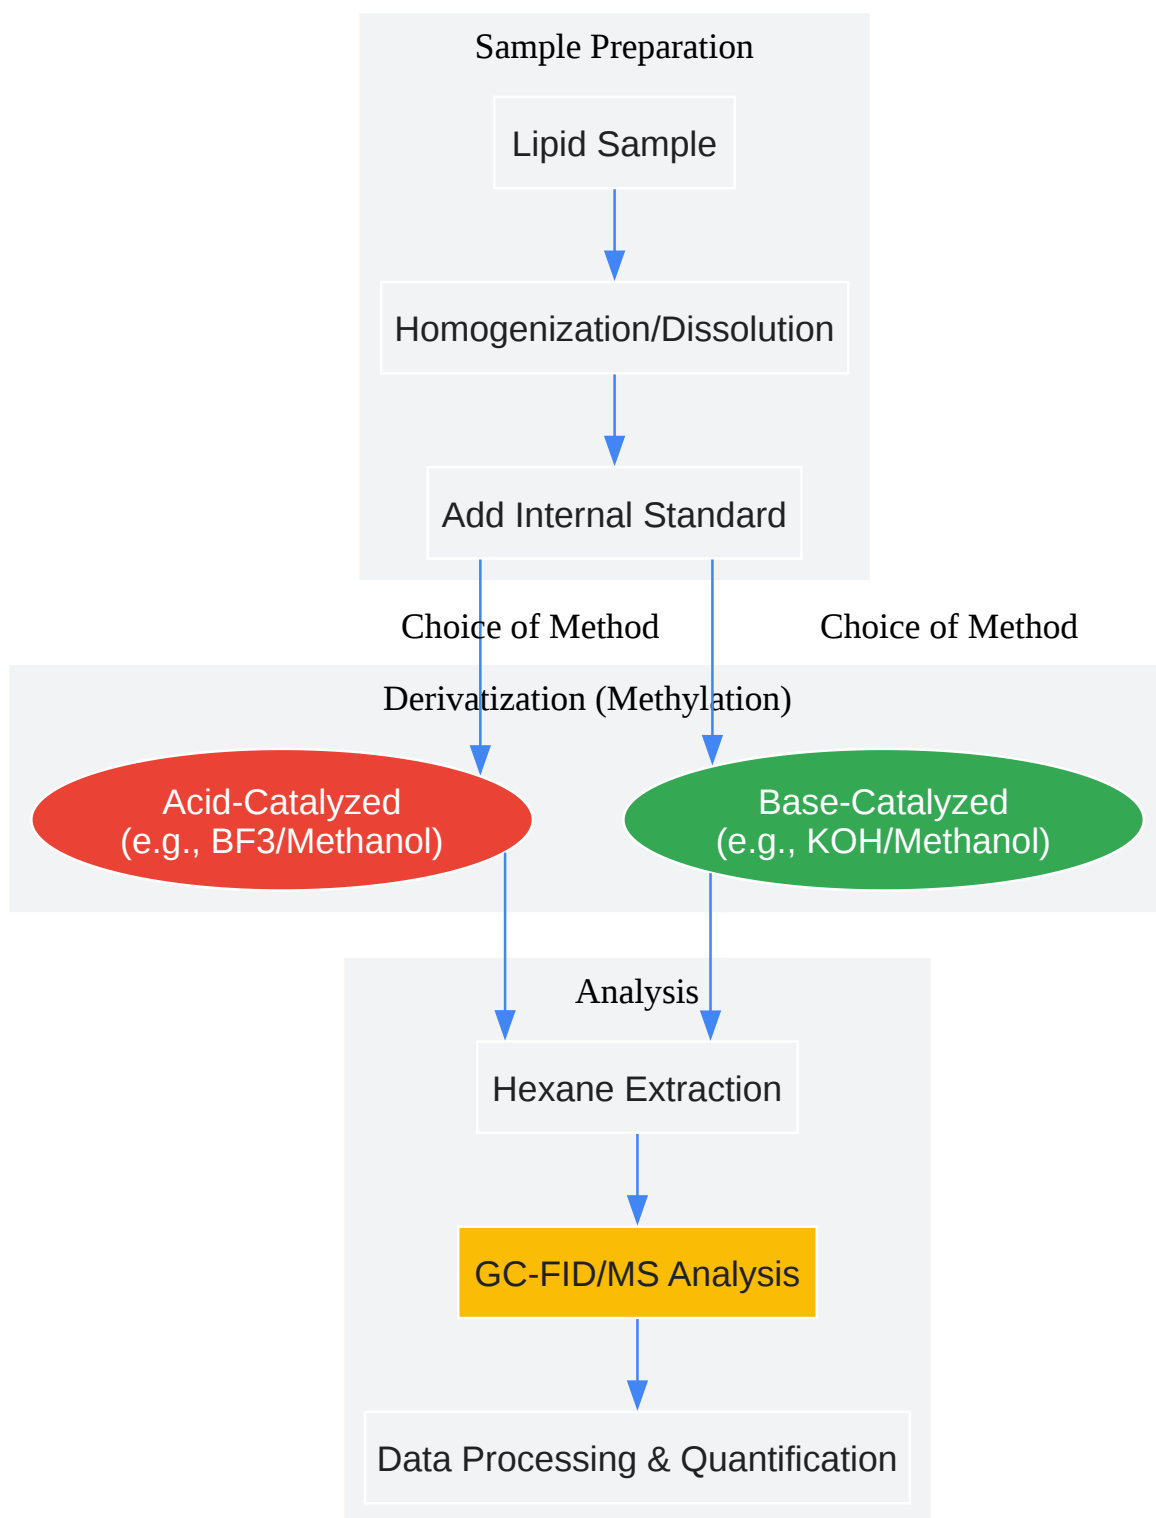 Sample Preparation
Lipid Sample
Homogenization/Dissolution
Add Internal Standard
Choice of Method
Choice of Method
Derivatization (Methylation)
Acid-Catalyzed
(e.g., BF3/Methanol)
Base-Catalyzed
(e.g., KOH/Methanol)
Analysis
Hexane Extraction
GC-FID/MS Analysis
Data Processing & Quantification